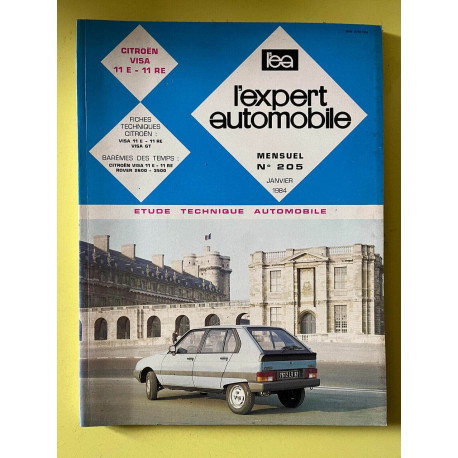 CITROËN
VISA
11 E - 11 RE
l'ea
l'expert
automobile
FICHES
TECHNIQUES
CITROËN :
VISA 11 E - 11 RE
VISA GT
BARÈMES DES TEMPS :
CITROËN VISA 11 E - 11 RE
ROVER 2600 - 3500
MENSUEL
N° 205
JANVIER
1984
ETUDE TECHNIQUE AUTOMOBILE